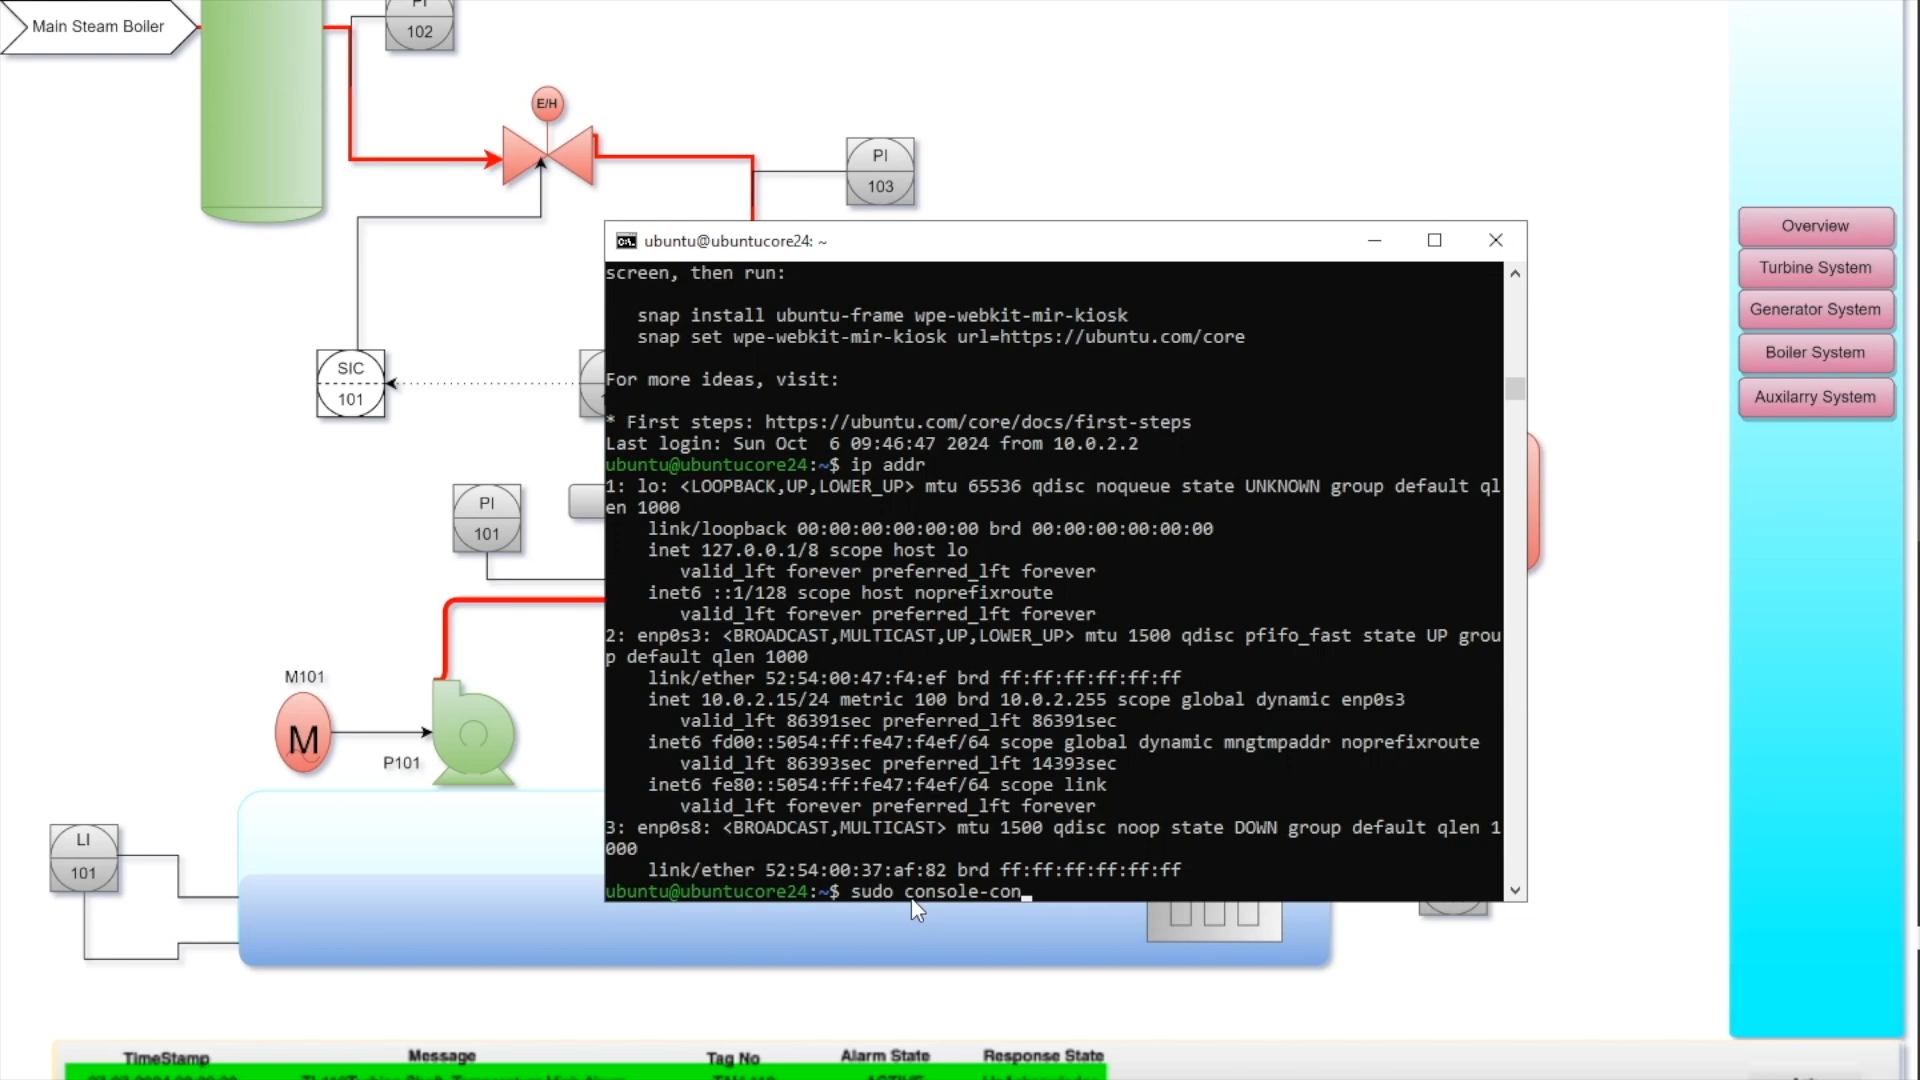 Main Steam Boiler
PI
102
E/H
PI
103
SIC
101
PI
101
M101
M
P101
LI
101
Overview
Turbine System
Generator System
Boiler System
Auxilarry System
ubuntu@ubuntucore24: ~
screen, then run:
snap install ubuntu-frame wpe-webkit-mir-kiosk
snap set wpe-webkit-mir-kiosk url=https://ubuntu.com/core
For more ideas, visit:
* First steps: https://ubuntu.com/core/docs/first-steps
Last login: Sun Oct  6 09:46:47 2024 from 10.0.2.2
ubuntu@ubuntucore24:~$ ip addr
1: lo: <LOOPBACK,UP,LOWER_UP> mtu 65536 qdisc noqueue state UNKNOWN group default ql
en 1000
link/loopback 00:00:00:00:00:00 brd 00:00:00:00:00:00
inet 127.0.0.1/8 scope host lo
valid_lft forever preferred_lft forever
inet6 ::1/128 scope host noprefixroute
valid_lft forever preferred_lft forever
2: enp0s3: <BROADCAST,MULTICAST,UP,LOWER_UP> mtu 1500 qdisc pfifo_fast state UP grou
p default qlen 1000
link/ether 52:54:00:47:f4:ef brd ff:ff:ff:ff:ff:ff
inet 10.0.2.15/24 metric 100 brd 10.0.2.255 scope global dynamic enp0s3
valid_lft 86391sec preferred_lft 86391sec
inet6 fd00::5054:ff:fe47:f4ef/64 scope global dynamic mngtmpaddr noprefixroute
valid_lft 86393sec preferred_lft 14393sec
inet6 fe80::5054:ff:fe47:f4ef/64 scope link
valid_lft forever preferred_lft forever
3: enp0s8: <BROADCAST,MULTICAST> mtu 1500 qdisc noop state DOWN group default qlen 1
000
link/ether 52:54:00:37:af:82 brd ff:ff:ff:ff:ff:ff
ubuntu@ubuntucore24:~$ sudo console-con
TimeStamp Message Tag No Alarm State Response State